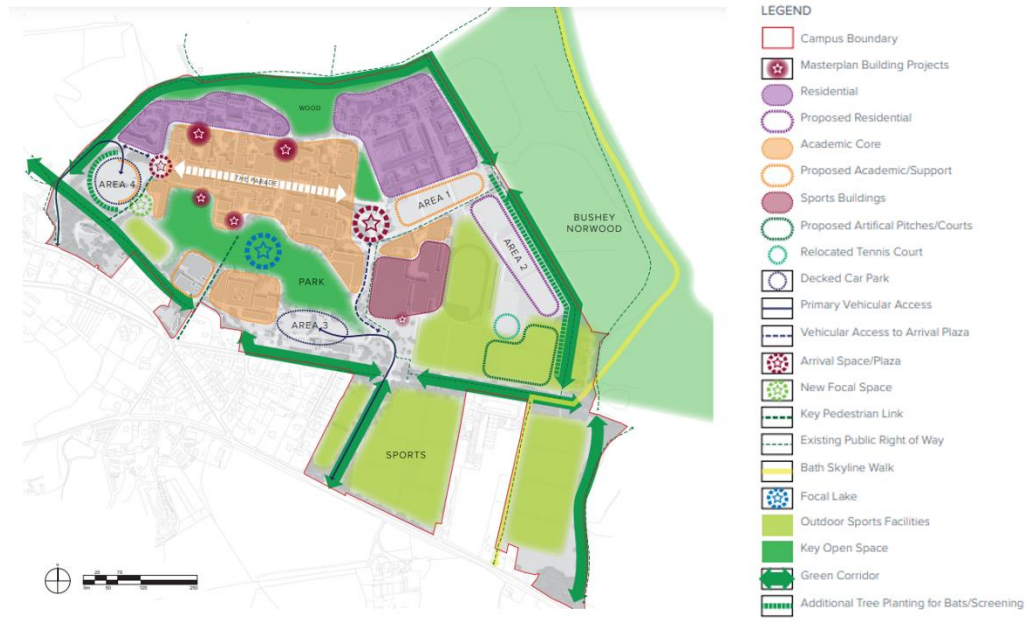 LEGEND
Campus Boundary
Masterplan Building Projects
Residential
Proposed Residential
Academic Core
Proposed Academic/Support
Sports Buildings
Proposed Artifical Pitches/Courts
Relocated Tennis Court
Decked Car Park
Primary Vehicular Access
Vehicular Access to Arrival Plaza
Arrival Space/Plaza
New Focal Space
Key Pedestrian Link
Existing Public Right of Way
Bath Skyline Walk
Focal Lake
Outdoor Sports Facilities
Key Open Space
Green Corridor
Additional Tree Planting for Bats/Screening
WOOD
AREA 4
THE PARADE
AREA 1
BUSHEY
NORWOOD
AREA 2
PARK
AREA 3
SPORTS